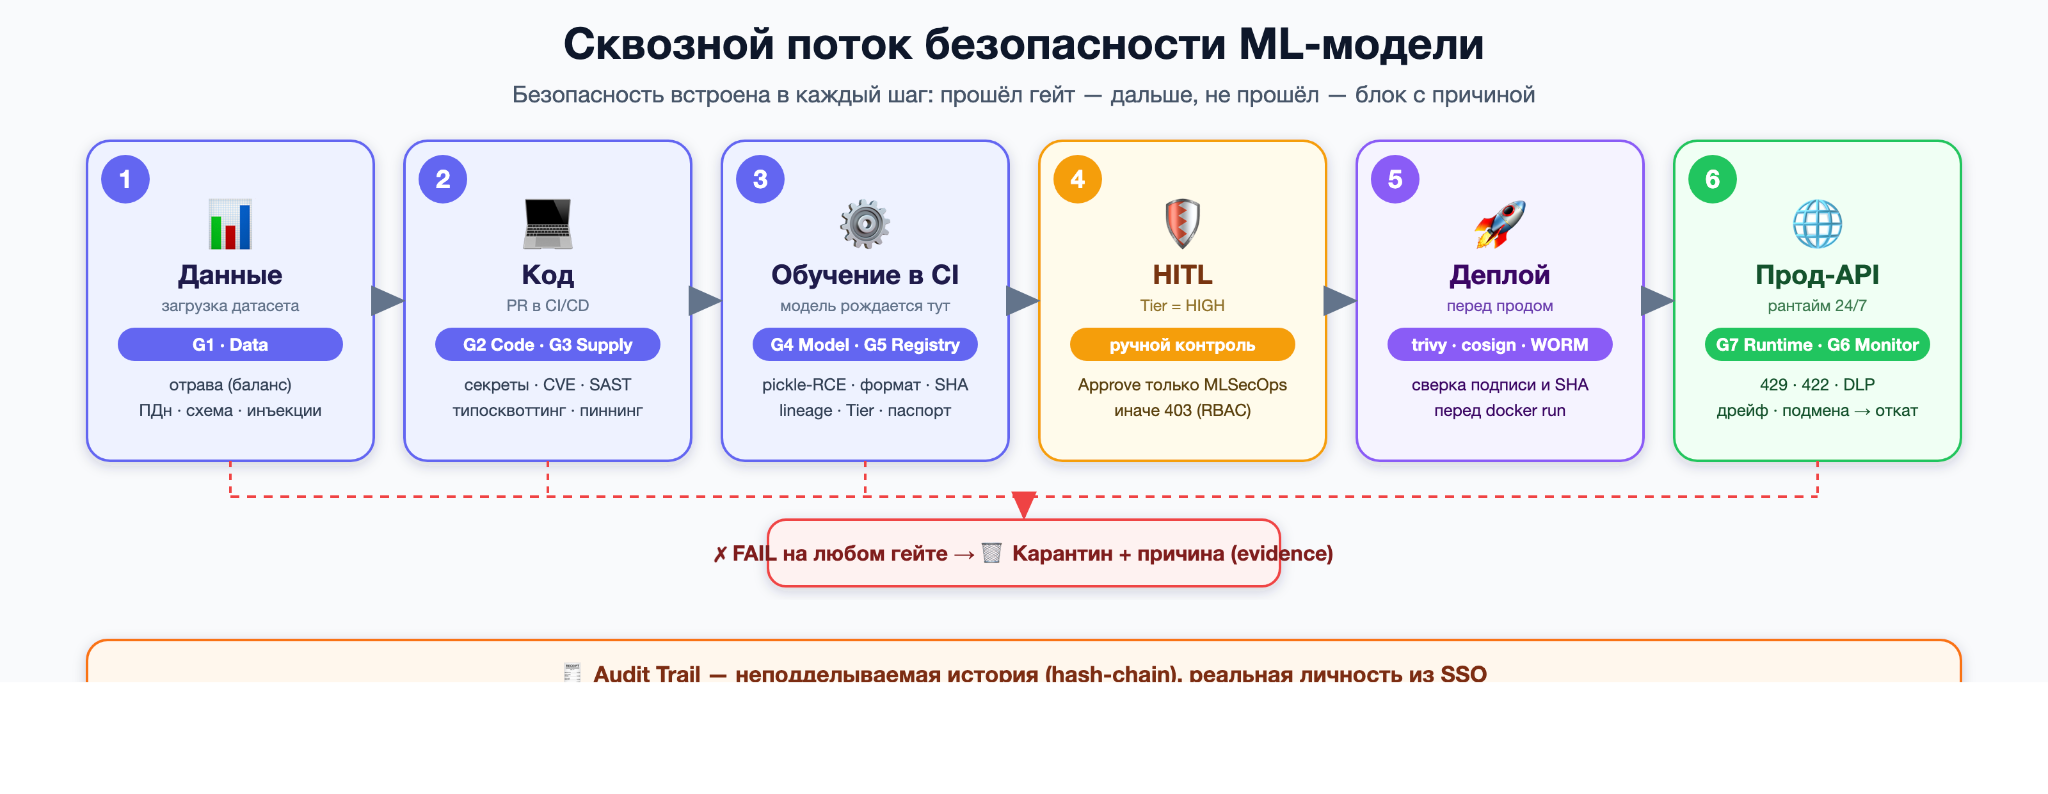 Сквозной поток безопасности ML-модели
Безопасность встроена в каждый шаг: прошёл гейт — дальше, не прошёл — блок с причиной
1
Данные
загрузка датасета
G1 · Data
отрава (баланс)
ПДн · схема · инъекции
2
Код
PR в CI/CD
G2 Code · G3 Supply
секреты · CVE · SAST
типосквоттинг · пиннинг
3
Обучение в CI
модель рождается тут
G4 Model · G5 Registry
pickle-RCE · формат · SHA
lineage · Tier · паспорт
4
HITL
Tier = HIGH
ручной контроль
Approve только MLSecOps
иначе 403 (RBAC)
5
Деплой
перед продом
trivy · cosign · WORM
сверка подписи и SHA
перед docker run
6
Прод-API
рантайм 24/7
G7 Runtime · G6 Monitor
429 · 422 · DLP
дрейф · подмена → откат
✗ FAIL на любом гейте → 🗑 Карантин + причина (evidence)
Audit Trail — неподделываемая история (hash-chain), реальная личность из SSO